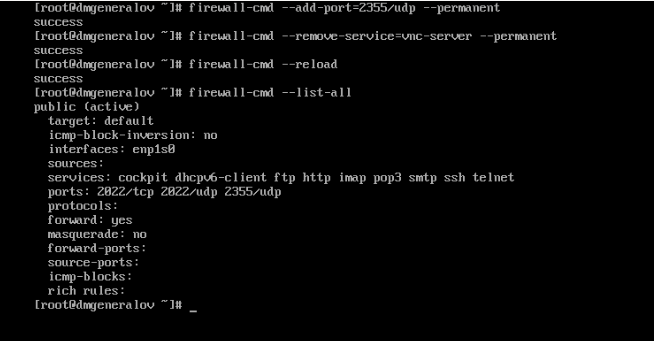 [root@dmgeneralov ~]# firewall-cmd --add-port=2355/udp --permanent
success
[root@dmgeneralov ~]# firewall-cmd --remove-service=vnc-server --permanent
success
[root@dmgeneralov ~]# firewall-cmd --reload
success
[root@dmgeneralov ~]# firewall-cmd --list-all
public (active)
  target: default
  icmp-block-inversion: no
  interfaces: enp1s0
  sources:
  services: cockpit dhcpv6-client ftp http imap pop3 smtp ssh telnet
  ports: 2022/tcp 2022/udp 2355/udp
  protocols:
  forward: yes
  masquerade: no
  forward-ports:
  source-ports:
  icmp-blocks:
  rich rules:
[root@dmgeneralov ~]# _